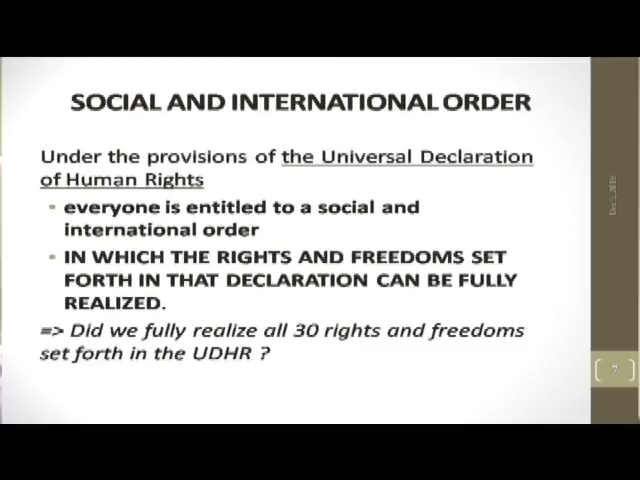 SOCIAL AND INTERNATIONAL ORDER
Under the provisions of the Universal Declaration
of Human Rights
• everyone is entitled to a social and
international order
• IN WHICH THE RIGHTS AND FREEDOMS SET
FORTH IN THAT DECLARATION CAN BE FULLY
REALIZED.
=> Did we fully realize all 30 rights and freedoms
set forth in the UDHR ?
7